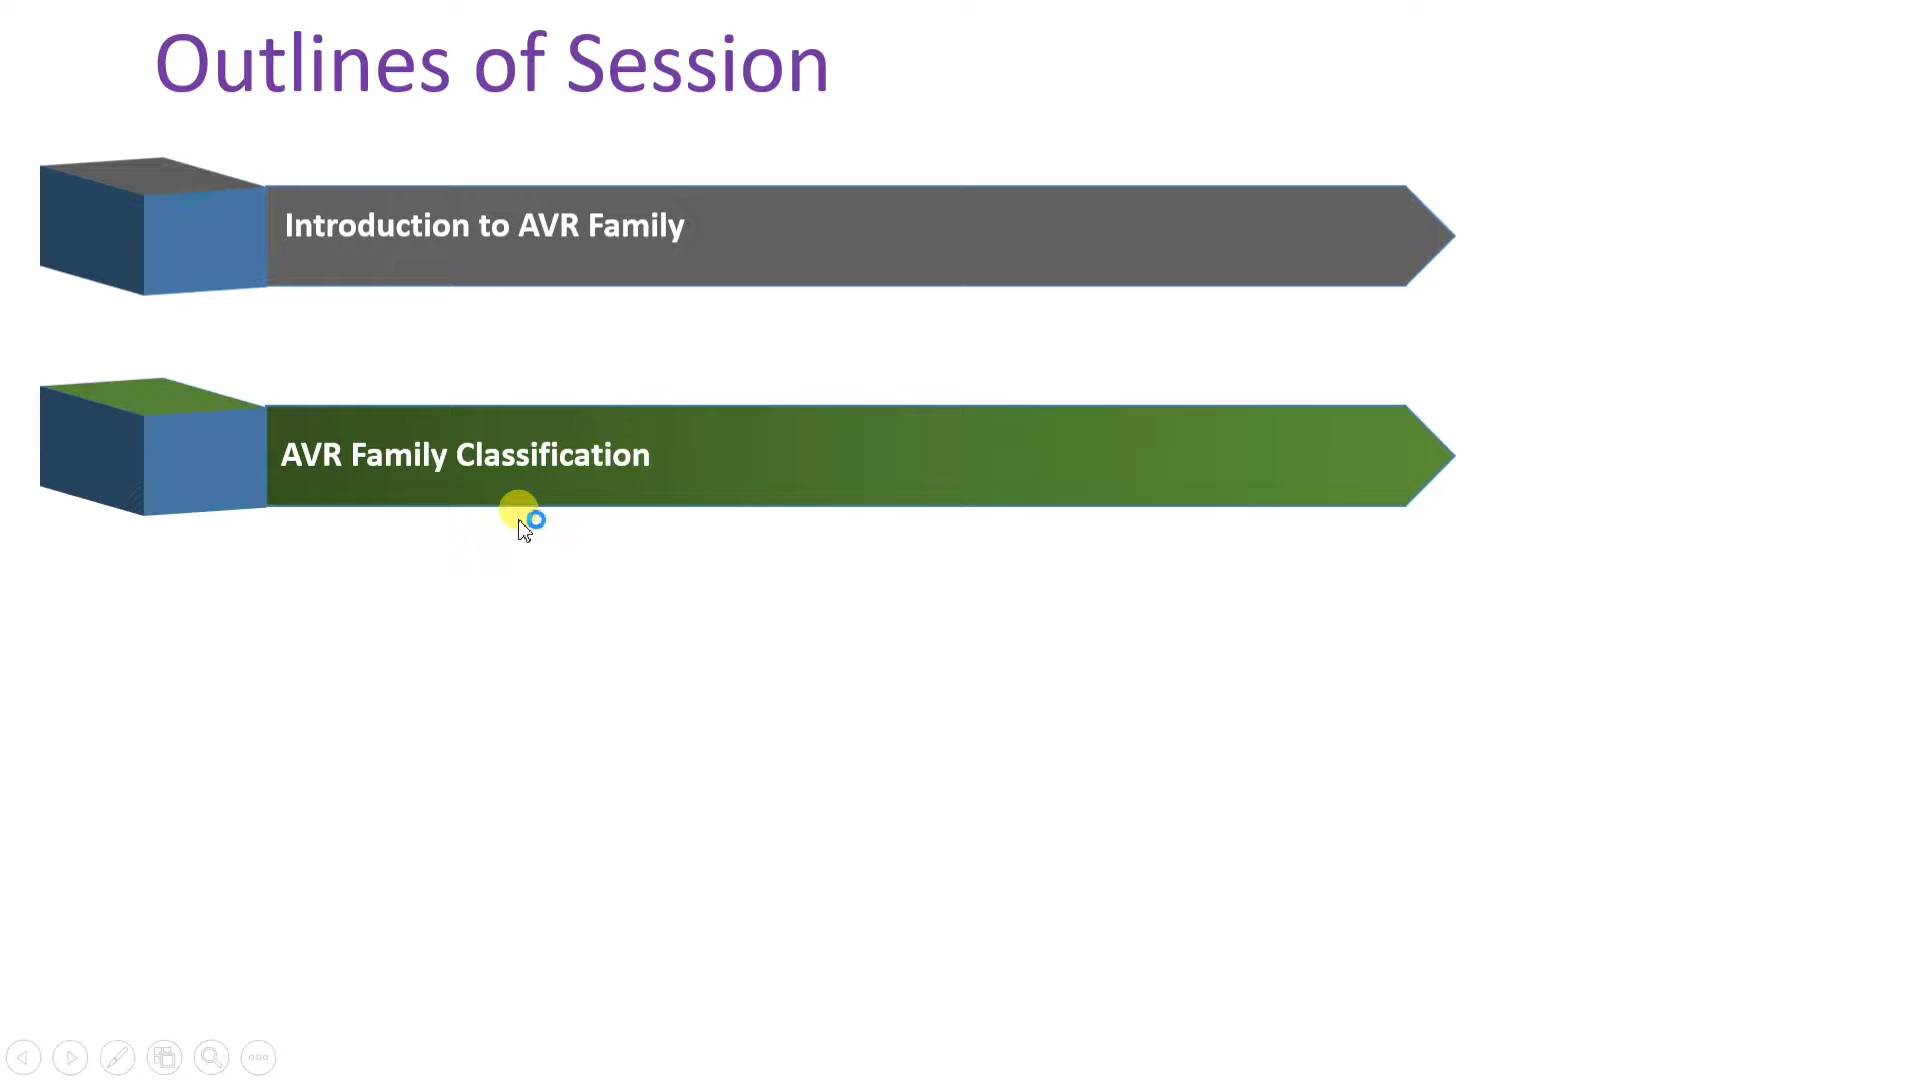 Outlines of Session
Introduction to AVR Family
AVR Family Classification